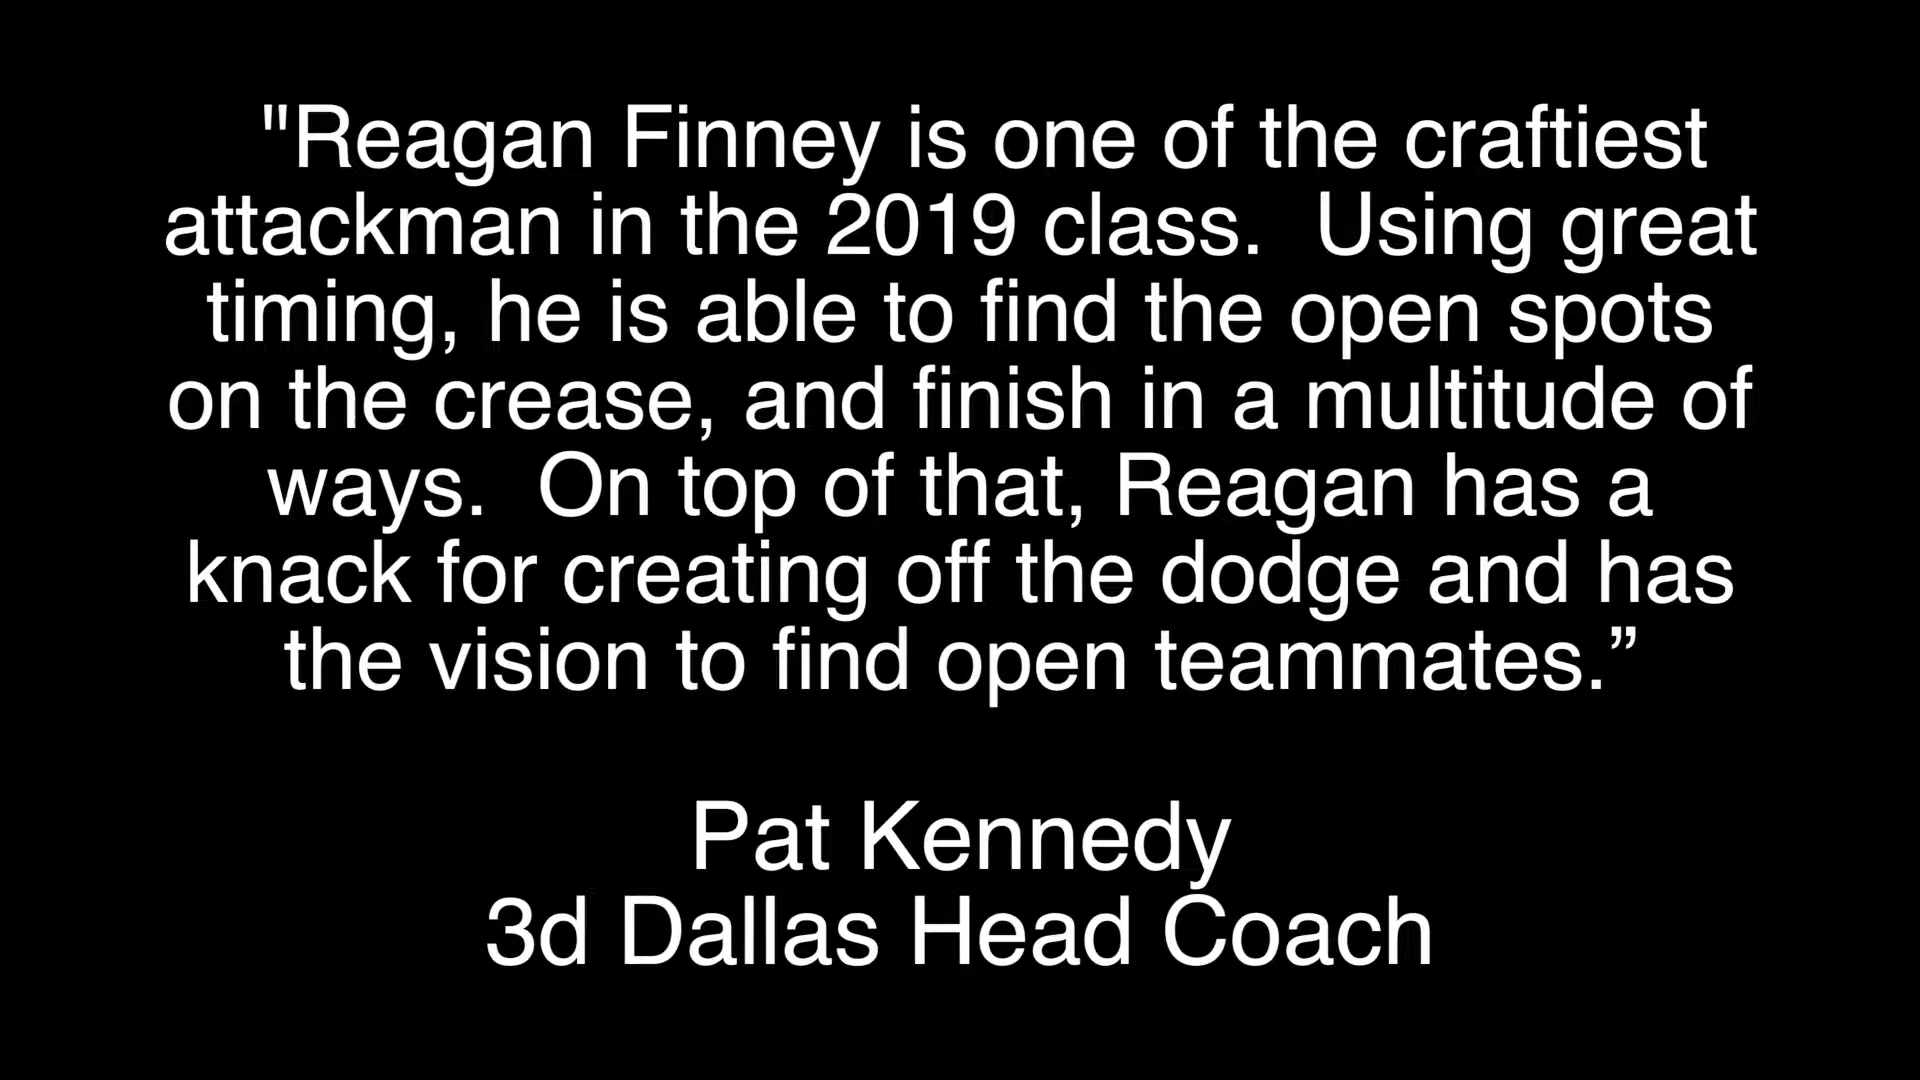 "Reagan Finney is one of the craftiest
attackman in the 2019 class.  Using great
timing, he is able to find the open spots
on the crease, and finish in a multitude of
ways.  On top of that, Reagan has a
knack for creating off the dodge and has
the vision to find open teammates.”
Pat Kennedy
3d Dallas Head Coach